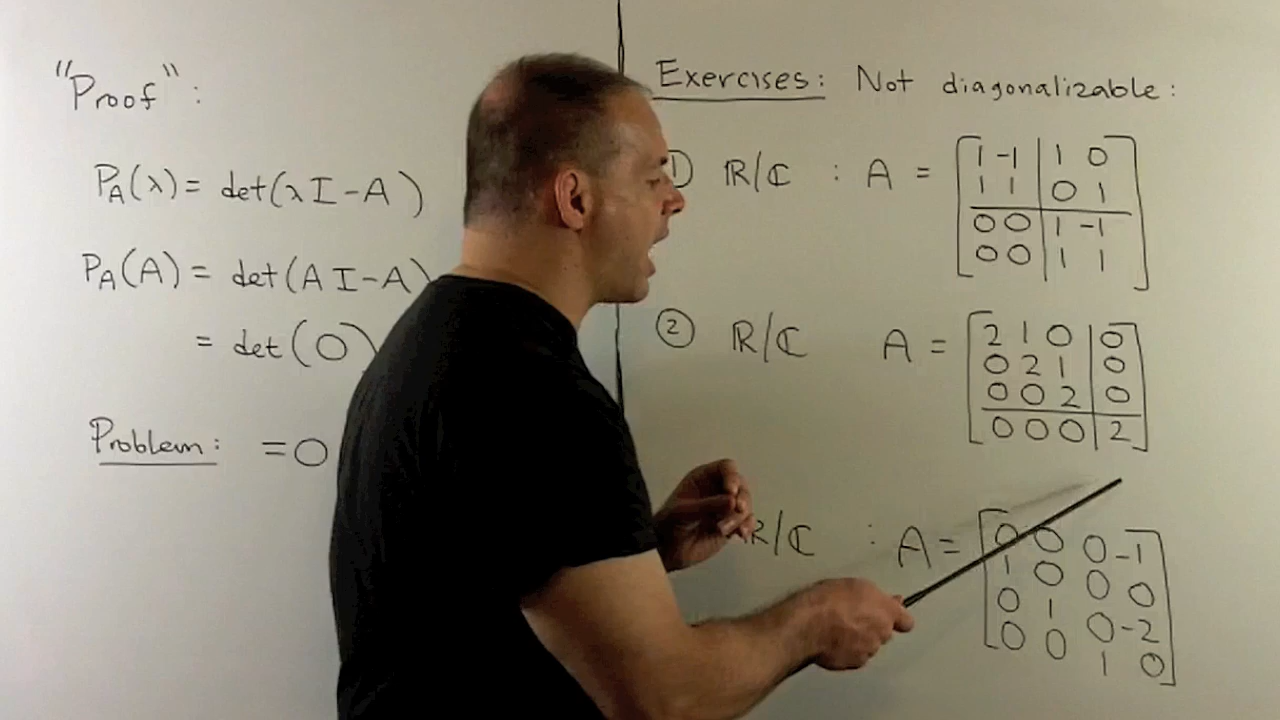 "Proof" :
P_A(λ) = det(λI-A)
P_A(A) = det(AI-A)
= det(0)
Problem: =0
Exercises: Not diagonalizable:
① ℝ/ℂ : A =
1 -1 | 1 0
1 1 | 0 1
0 0 | 1 -1
0 0 | 1 1
② ℝ/ℂ A =
2 1 0 | 0
0 2 1 | 0
0 0 2 | 0
0 0 0 | 2
ℝ/ℂ : A =
0 0 0 -1
1 0 0 0
0 1 0 -2
0 0 1 0